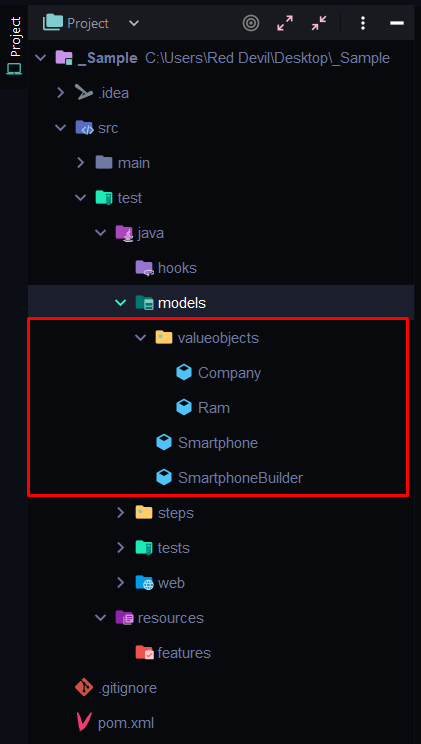 Project
Project
_Sample C:\Users\Red Devil\Desktop\_Sample
.idea
src
main
test
java
hooks
models
valueobjects
Company
Ram
Smartphone
SmartphoneBuilder
steps
tests
web
resources
features
.gitignore
pom.xml